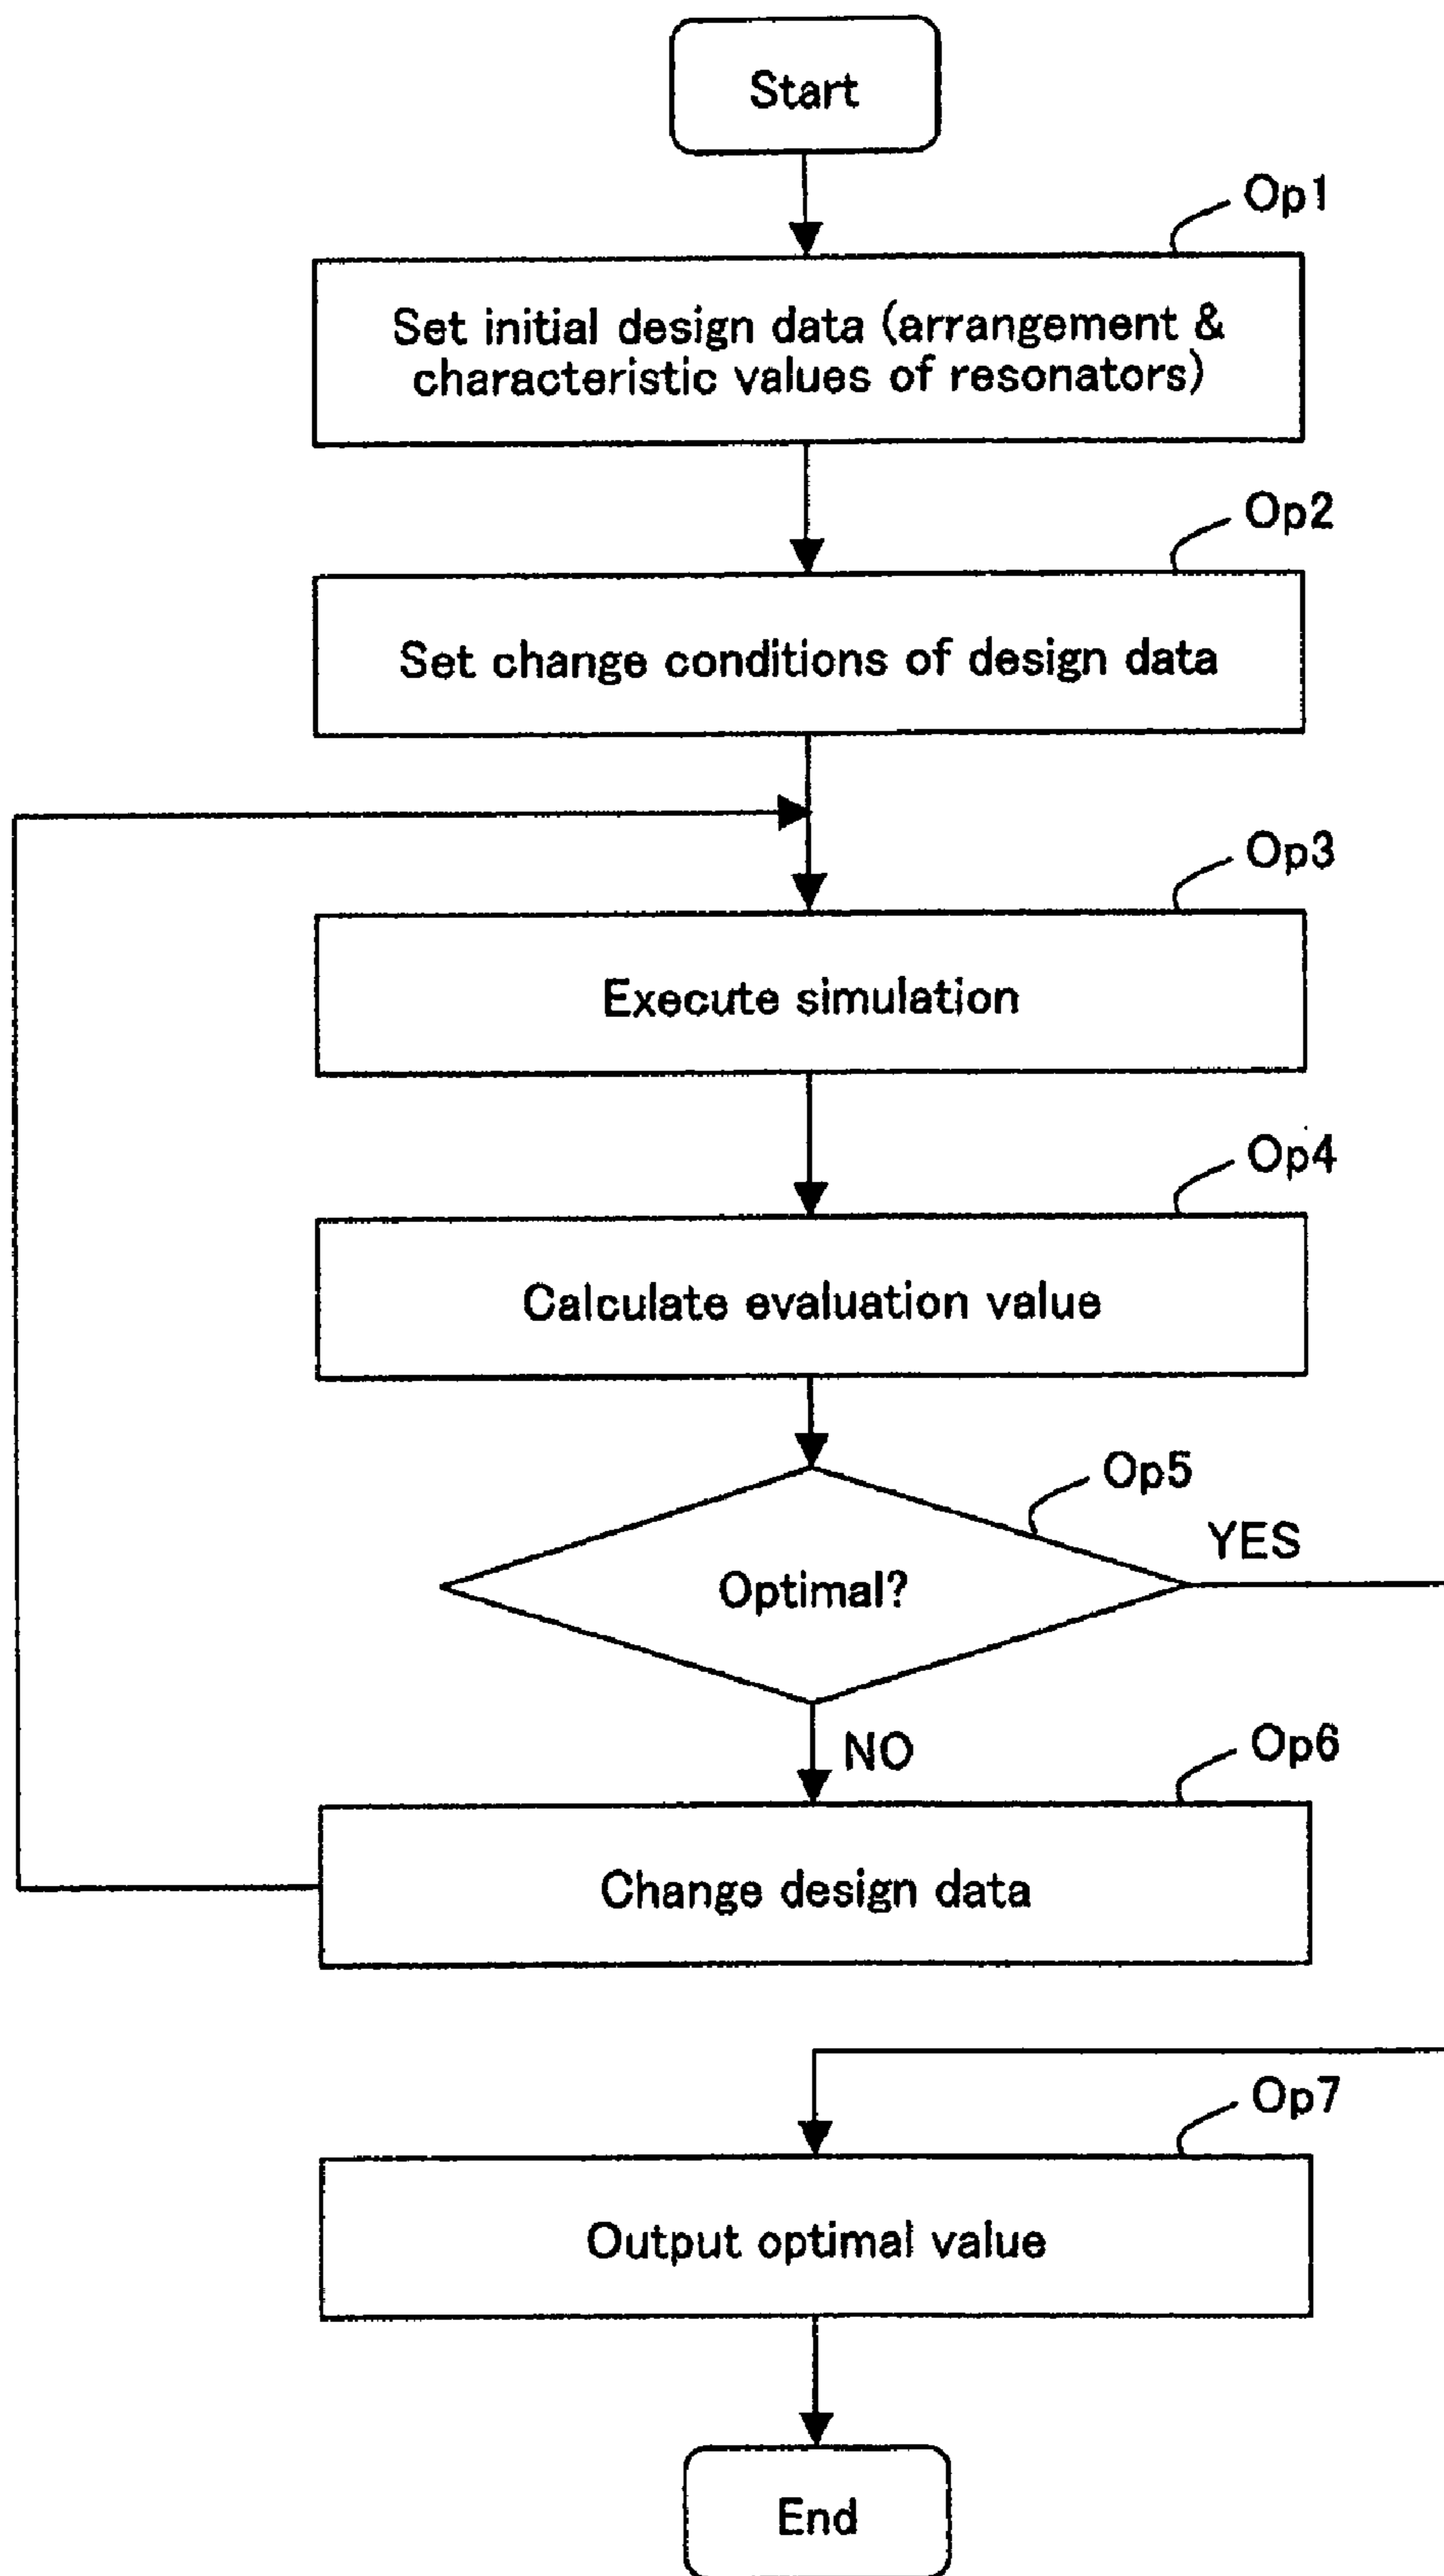 Start
Op1
Set initial design data (arrangement &
characteristic values of resonators)
Op2
Set change conditions of design data
Op3
Execute simulation
Op4
Calculate evaluation value
Op5
YES
Optimal?
NO
Op6
Change design data
Op7
Output optimal value
End